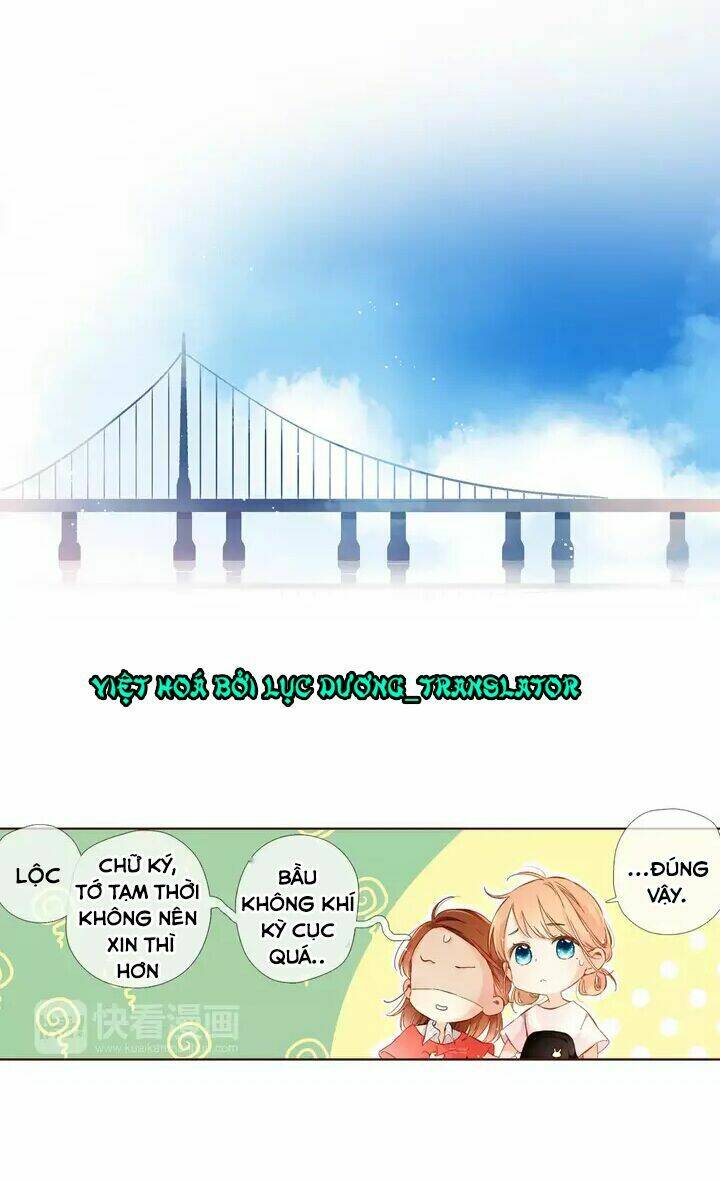 VIỆT HOÁ BỞI LỤC DƯƠNG_TRANSLATOR
LỘC
CHỮ KÝ,
TỚ TẠM THỜI
KHÔNG NÊN
XIN THÌ
HƠN
BẦU
KHÔNG KHÍ
KỲ CỤC
QUÁ..
...ĐÚNG
VẬY.
快看漫画